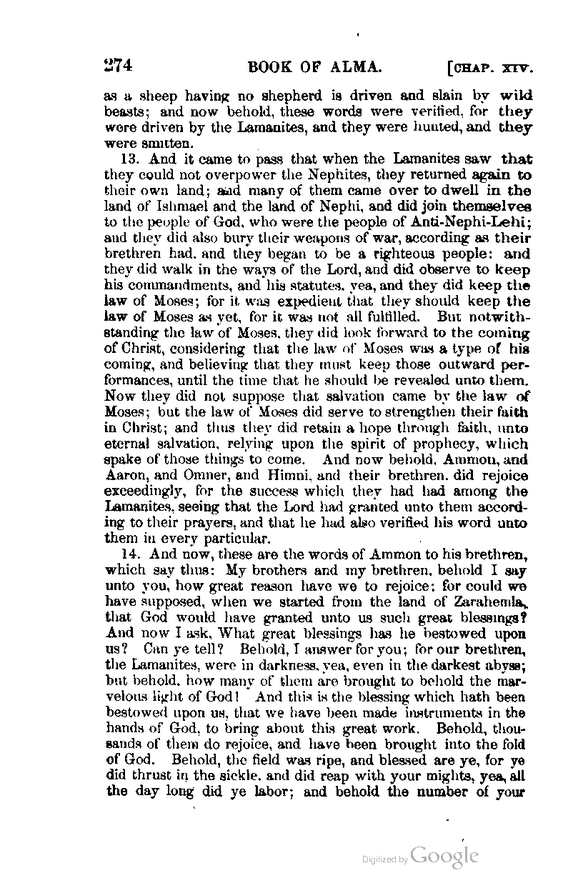 274 BOOK OF ALMA. [CHAP. XIV.
as a sheep having no shepherd is driven and slain by wild
beasts; and now behold, these words were verified, for they
were driven by the Lamanites, and they were hunted, and they
were smitten.
13. And it came to pass that when the Lamanites saw that
they could not overpower the Nephites, they returned again to
their own land; and many of them came over to dwell in the
land of Ishmael and the land of Nephi, and did join themselves
to the people of God, who were the people of Anti-Nephi-Lehi;
and they did also bury their weapons of war, according as their
brethren had, and they began to be a righteous people: and
they did walk in the ways of the Lord, and did observe to keep
his commandments, and his statutes, yea, and they did keep the
law of Moses; for it was expedient that they should keep the
law of Moses as yet, for it was not all fulfilled. But notwith-
standing the law of Moses, they did look forward to the coming
of Christ, considering that the law of Moses was a type of his
coming, and believing that they must keep those outward per-
formances, until the time that he should be revealed unto them.
Now they did not suppose that salvation came by the law of
Moses; but the law of Moses did serve to strengthen their faith
in Christ; and thus they did retain a hope through faith, unto
eternal salvation, relying upon the spirit of prophecy, which
spake of those things to come. And now behold, Ammon, and
Aaron, and Omner, and Himni, and their brethren, did rejoice
exceedingly, for the success which they had had among the
Lamanites, seeing that the Lord had granted unto them accord-
ing to their prayers, and that he had also verified his word unto
them in every particular.
14. And now, these are the words of Ammon to his brethren,
which say thus: My brothers and my brethren, behold I say
unto you, how great reason have we to rejoice; for could we
have supposed, when we started from the land of Zarahemla,
that God would have granted unto us such great blessings?
And now I ask, What great blessings has he bestowed upon
us? Can ye tell? Behold, I answer for you; for our brethren,
the Lamanites, were in darkness, yea, even in the darkest abyss;
but behold, how many of them are brought to behold the mar-
velous light of God! And this is the blessing which hath been
bestowed upon us, that we have been made instruments in the
hands of God, to bring about this great work. Behold, thou-
sands of them do rejoice, and have been brought into the fold
of God. Behold, the field was ripe, and blessed are ye, for ye
did thrust in the sickle, and did reap with your mights, yea, all
the day long did ye labor; and behold the number of your
Digitized by Google